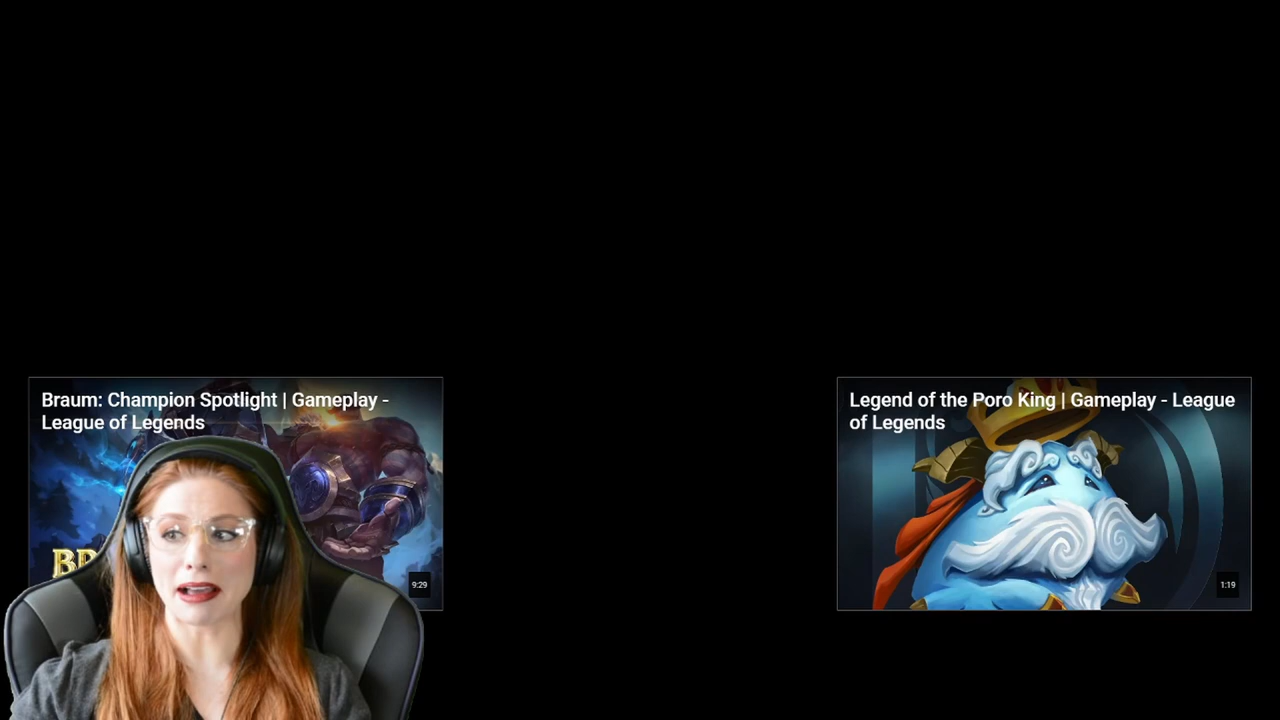 Braum: Champion Spotlight | Gameplay -
League of Legends
Legend of the Poro King | Gameplay - League
of Legends
BR
9:29
1:19